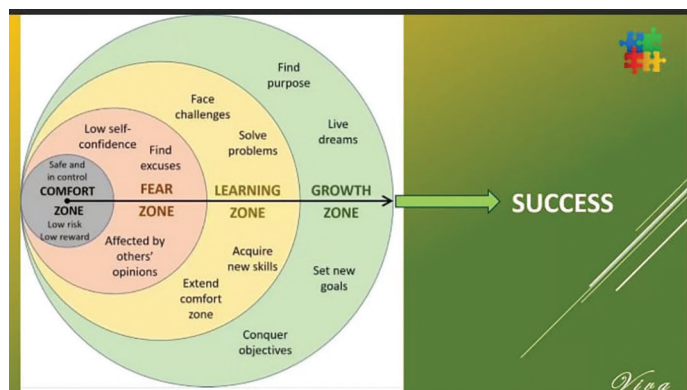 Find
purpose
Face
challenges
Live
dreams
Low self-
confidence
Solve
problems
Find
excuses
Safe and
in control
COMFORT
ZONE
Low risk
Low reward
FEAR
ZONE
LEARNING
ZONE
GROWTH
ZONE
SUCCESS
Affected by
others'
opinions
Acquire
new skills
Set new
goals
Extend
comfort
zone
Conquer
objectives
Viva